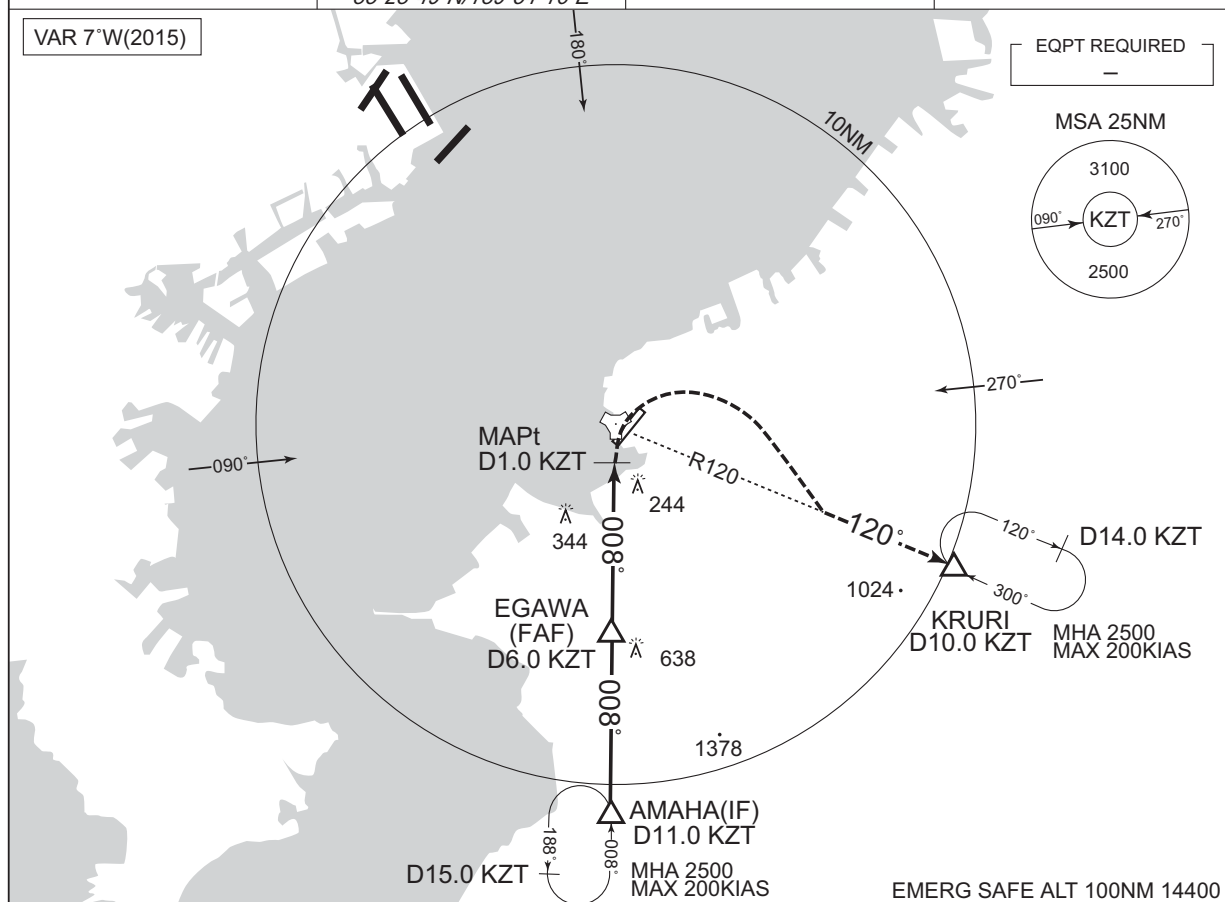 VAR 7°W(2015)
180°
EQPT REQUIRED
–
10NM
MSA 25NM
3100
090°
KZT
270°
2500
270°
090°
MAPt
D1.0 KZT
R120
244
344
008°
120°
120°
D14.0 KZT
300°
1024
KRURI
D10.0 KZT
MHA 2500
MAX 200KIAS
EGAWA
(FAF)
D6.0 KZT
638
008°
1378
AMAHA(IF)
D11.0 KZT
188°
008°
D15.0 KZT
MHA 2500
MAX 200KIAS
EMERG SAFE ALT 100NM 14400